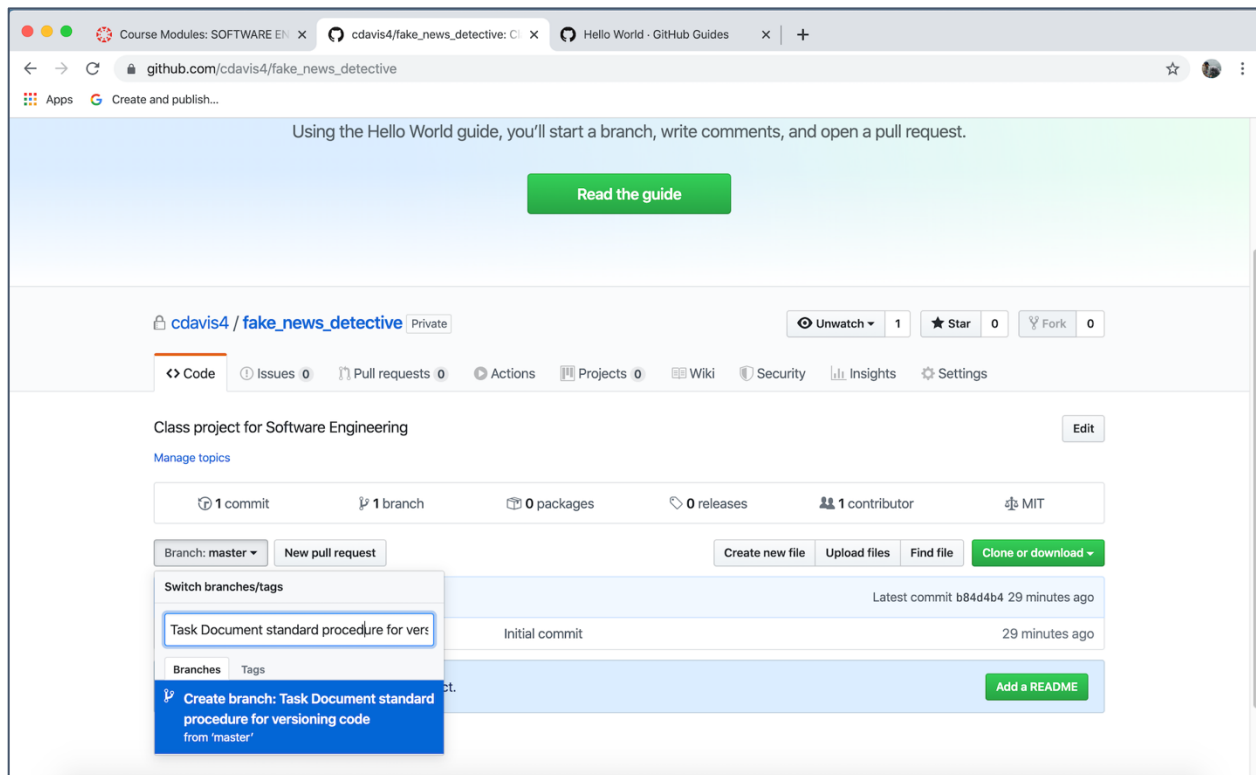 Course Modules: SOFTWARE EN
cdavis4/fake_news_detective: Cl
Hello World · GitHub Guides
github.com/cdavis4/fake_news_detective
Apps
Create and publish...
Using the Hello World guide, you'll start a branch, write comments, and open a pull request.
Read the guide
cdavis4 / fake_news_detective Private
Unwatch 1 Star 0 Fork 0
Code Issues 0 Pull requests 0 Actions Projects 0 Wiki Security Insights Settings
Class project for Software Engineering
Edit
Manage topics
1 commit 1 branch 0 packages 0 releases 1 contributor MIT
Branch: master New pull request Create new file Upload files Find file Clone or download
Switch branches/tags
Latest commit b84d4b4 29 minutes ago
Task Document standard procedure for vers
Initial commit 29 minutes ago
Branches Tags
ct.
Add a README
Create branch: Task Document standard
procedure for versioning code
from 'master'